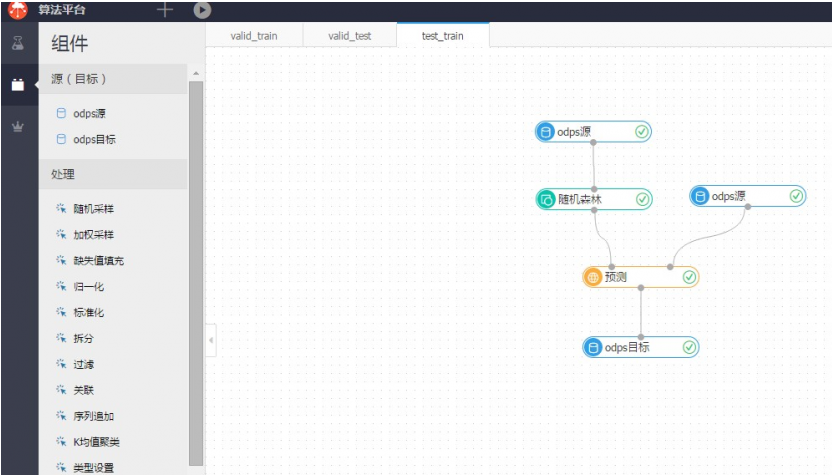 算法平台
组件
valid_train
valid_test
test_train
源（目标）
odps源
odps目标
处理
随机采样
加权采样
缺失值填充
归一化
标准化
拆分
过滤
关联
序列追加
K均值聚类
类型设置
odps源
随机森林
odps源
预测
odps目标